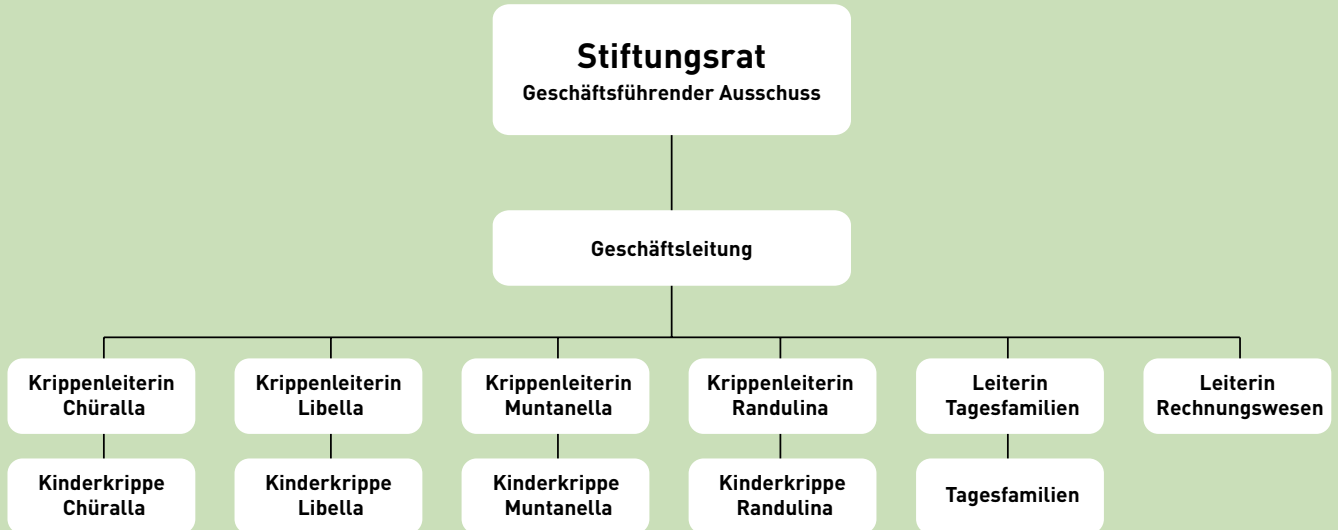 Stiftungsrat
Geschäftsführender Ausschuss
Geschäftsleitung
Krippenleiterin
Chüralla
Krippenleiterin
Libella
Krippenleiterin
Muntanella
Krippenleiterin
Randulina
Leiterin
Tagesfamilien
Leiterin
Rechnungswesen
Kinderkrippe
Chüralla
Kinderkrippe
Libella
Kinderkrippe
Muntanella
Kinderkrippe
Randulina
Tagesfamilien